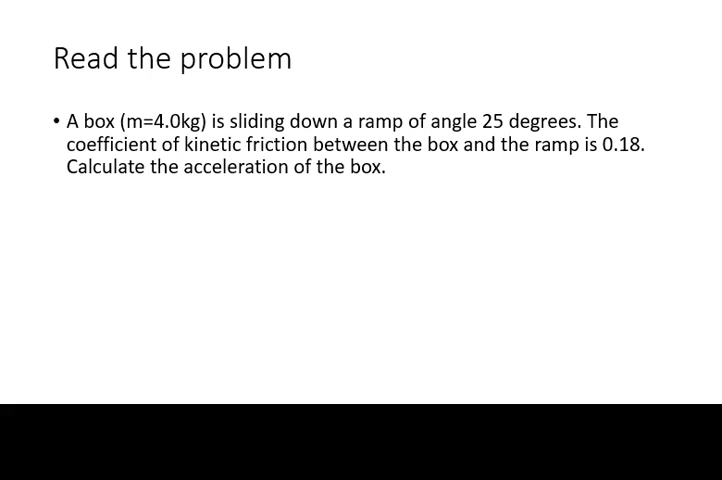 Read the problem
• A box (m=4.0kg) is sliding down a ramp of angle 25 degrees. The
coefficient of kinetic friction between the box and the ramp is 0.18.
Calculate the acceleration of the box.